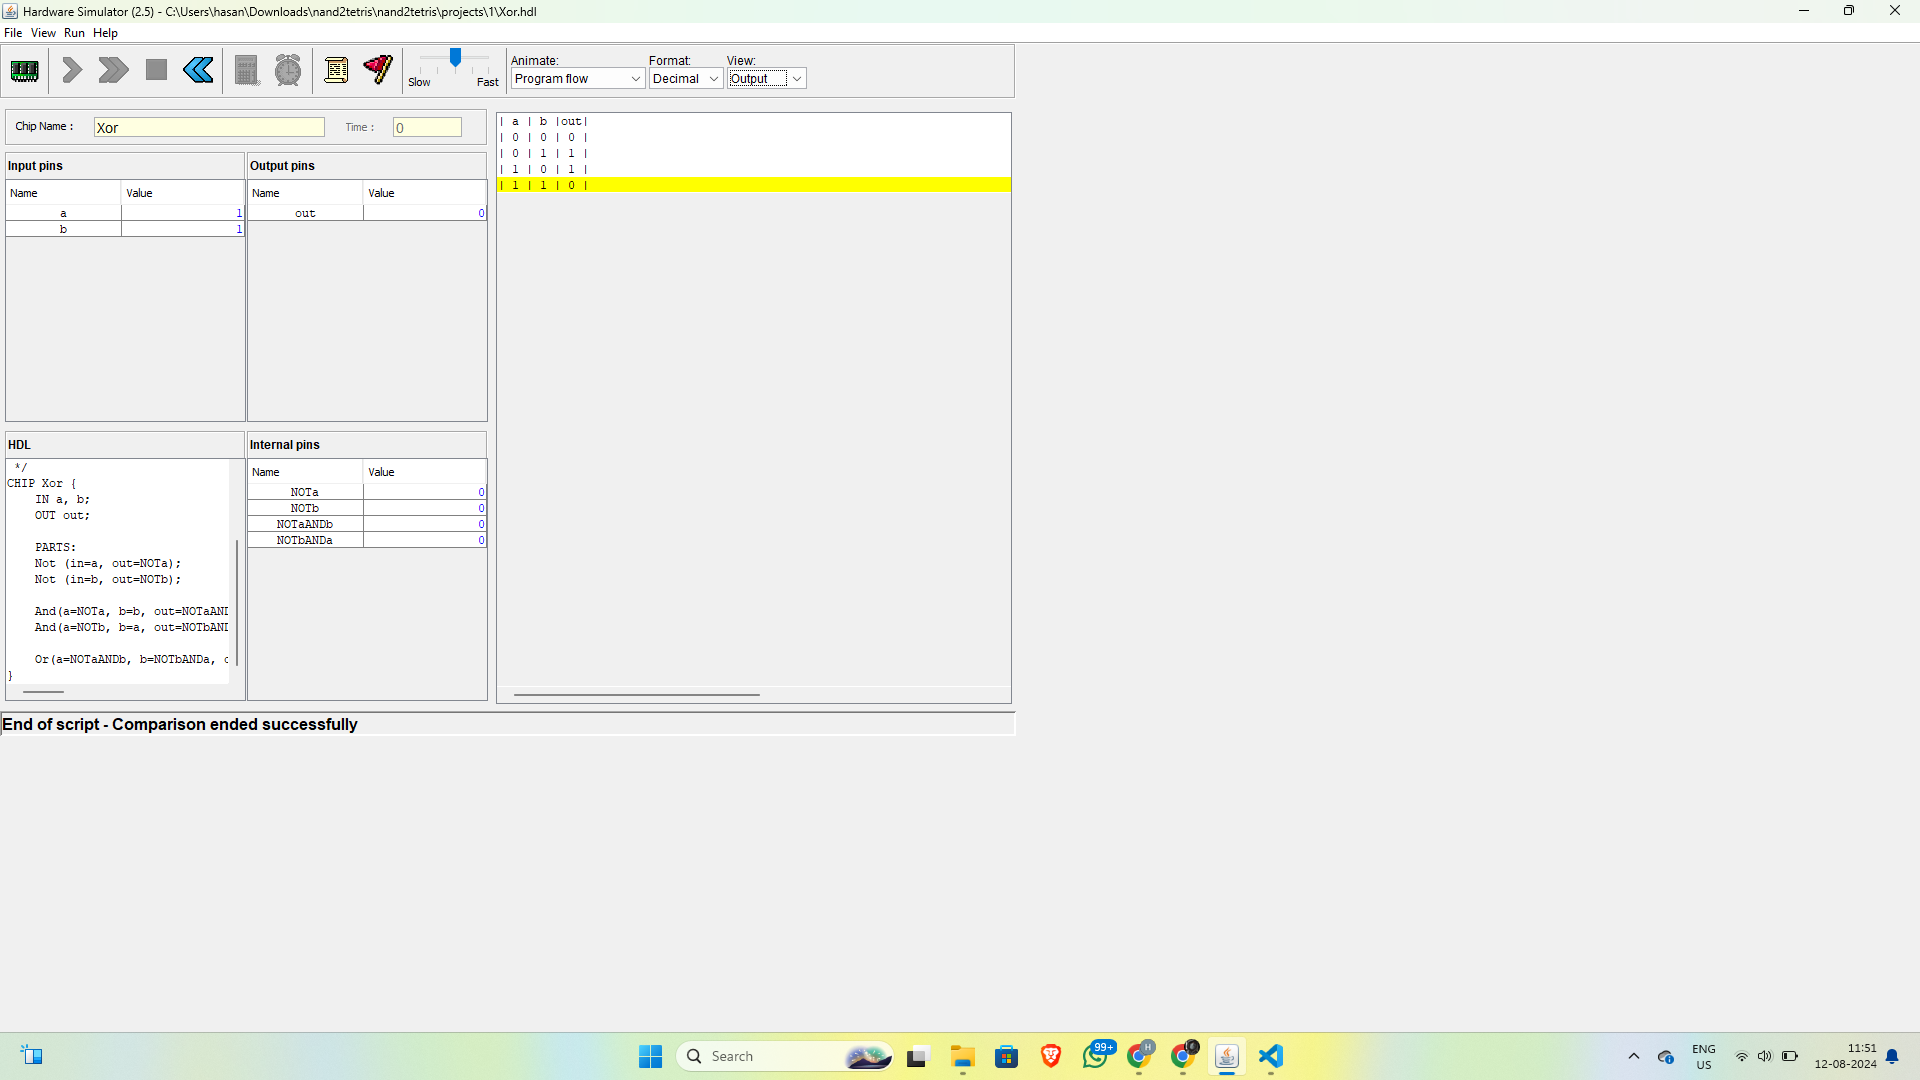 Hardware Simulator (2.5) - C:\Users\hasan\Downloads\nand2tetris\nand2tetris\projects\1\Xor.hdl
File View Run Help
Slow Fast
Animate: Format: View:
Program flow Decimal Output
Chip Name : Xor Time : 0
Input pins
Name Value
a 1
b 1
Output pins
Name Value
out 0
| a | b |out|
| 0 | 0 | 0 |
| 0 | 1 | 1 |
| 1 | 0 | 1 |
| 1 | 1 | 0 |
HDL
*/
CHIP Xor {
IN a, b;
OUT out;
PARTS:
Not (in=a, out=NOTa);
Not (in=b, out=NOTb);
And(a=NOTa, b=b, out=NOTaAND
And(a=NOTb, b=a, out=NOTbAND
Or(a=NOTaANDb, b=NOTbANDa, o
}
Internal pins
Name Value
NOTa 0
NOTb 0
NOTaANDb 0
NOTbANDa 0
End of script - Comparison ended successfully
Search
99+
H
ENG
US
11:51
12-08-2024